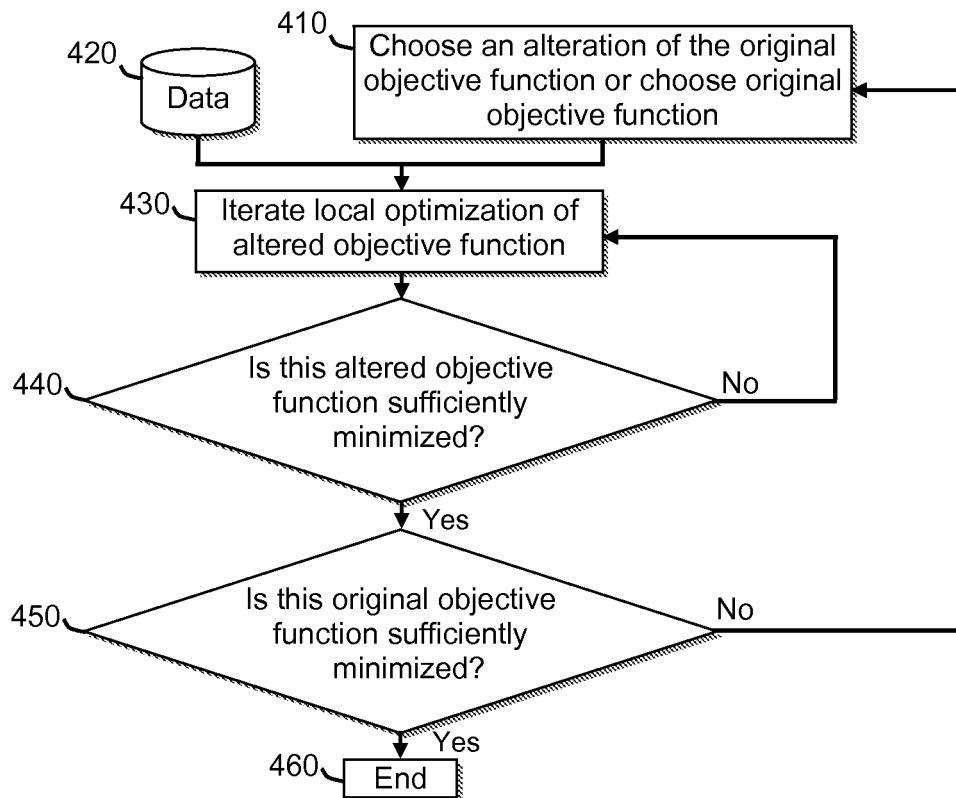 410
Choose an alteration of the original
objective function or choose original
objective function
420
Data
430
Iterate local optimization of
altered objective function
440
Is this altered objective
function sufficiently
minimized?
No
Yes
450
Is this original objective
function sufficiently
minimized?
No
Yes
460
End